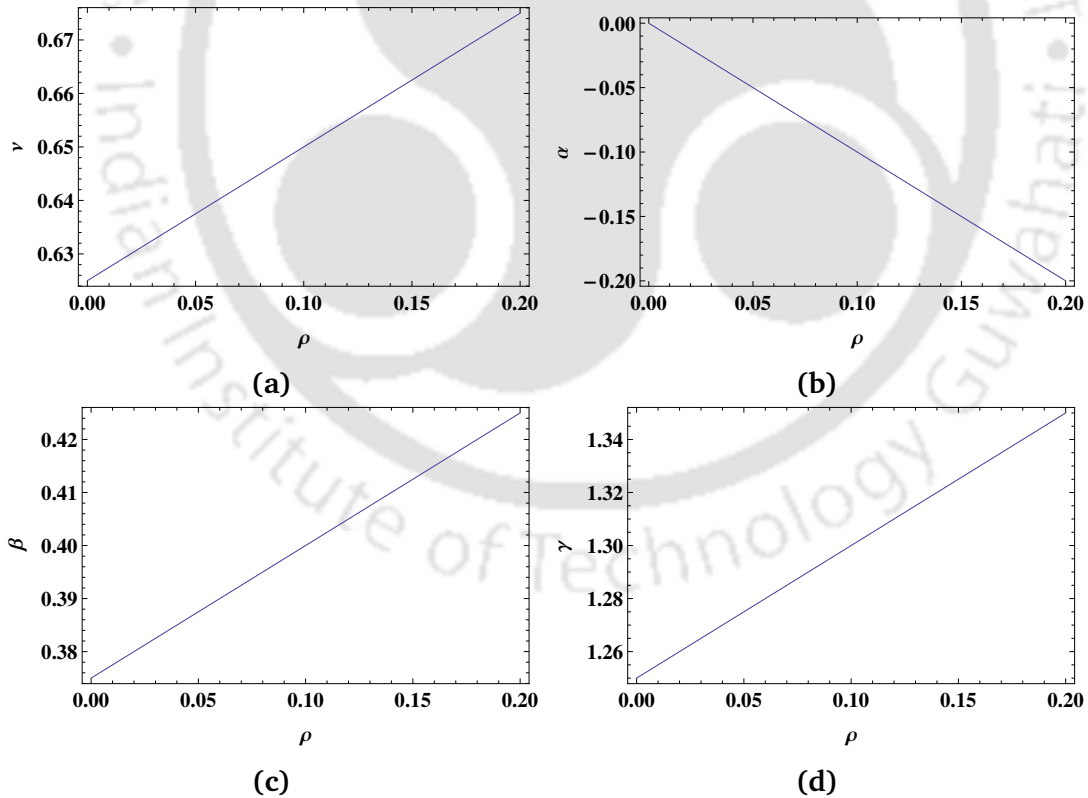 0.67
0.66
0.65
0.64
0.63
ν
0.00 0.05 0.10 0.15 0.20
ρ
(a)
0.00
−0.05
−0.10
−0.15
−0.20
α
0.00 0.05 0.10 0.15 0.20
ρ
(b)
0.42
0.41
0.40
0.39
0.38
β
0.00 0.05 0.10 0.15 0.20
ρ
(c)
1.34
1.32
1.30
1.28
1.26
γ
0.00 0.05 0.10 0.15 0.20
ρ
(d)
Indian Institute of Technology Guwahati